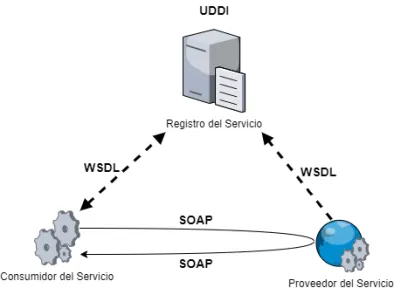 UDDI
Registro del Servicio
WSDL
WSDL
SOAP
SOAP
Consumidor del Servicio
Proveedor del Servicio